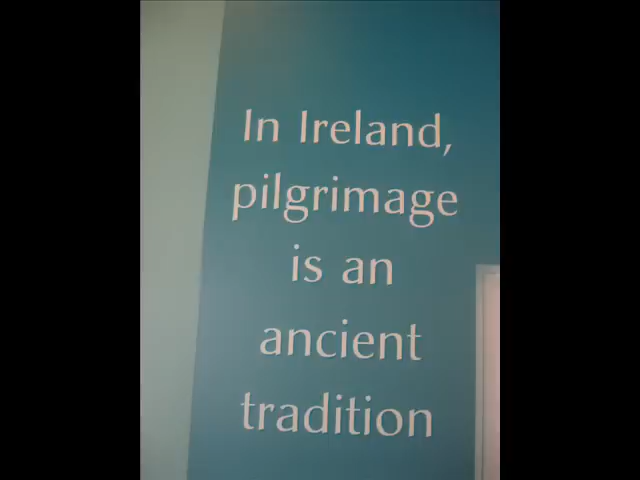 In Ireland,
pilgrimage
is an
ancient
tradition